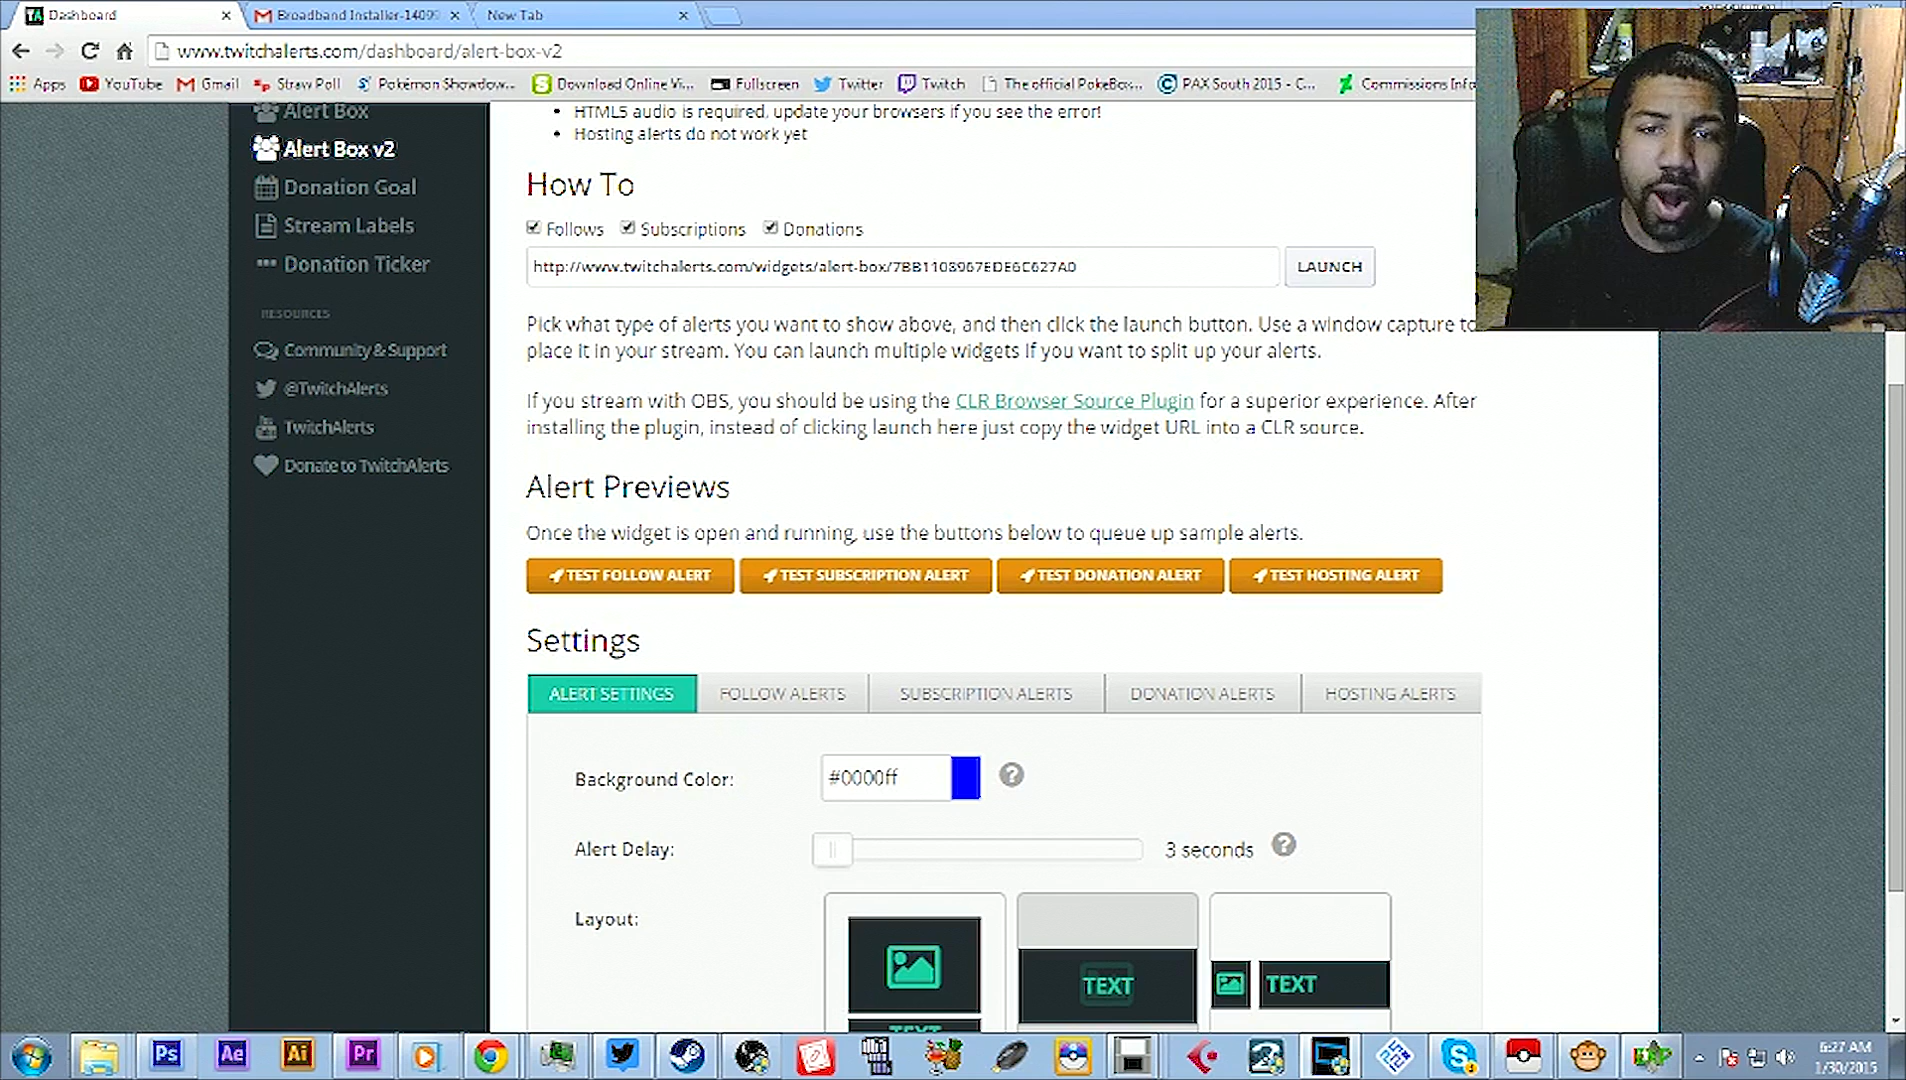 Dashboard
Broadband Installer-14099
New Tab
www.twitchalerts.com/dashboard/alert-box-v2
Apps
YouTube
Gmail
Straw Poll
Pokémon Showdow...
Download Online Vi...
Fullscreen
Twitter
Twitch
The official PokeBox...
PAX South 2015 - C...
Commissions Info
Alert Box
Alert Box v2
Donation Goal
Stream Labels
Donation Ticker
RESOURCES
Community & Support
@TwitchAlerts
TwitchAlerts
Donate to TwitchAlerts
HTML5 audio is required, update your browsers if you see the error!
Hosting alerts do not work yet
How To
Follows
Subscriptions
Donations
http://www.twitchalerts.com/widgets/alert-box/7BB1108967EDE6C627A0
LAUNCH
Pick what type of alerts you want to show above, and then click the launch button. Use a window capture to
place it in your stream. You can launch multiple widgets if you want to split up your alerts.
If you stream with OBS, you should be using the CLR Browser Source Plugin for a superior experience. After
installing the plugin, instead of clicking launch here just copy the widget URL into a CLR source.
Alert Previews
Once the widget is open and running, use the buttons below to queue up sample alerts.
TEST FOLLOW ALERT
TEST SUBSCRIPTION ALERT
TEST DONATION ALERT
TEST HOSTING ALERT
Settings
ALERT SETTINGS
FOLLOW ALERTS
SUBSCRIPTION ALERTS
DONATION ALERTS
HOSTING ALERTS
Background Color:
#0000ff
Alert Delay:
3 seconds
Layout:
TEXT
TEXT
TEXT
Ps
Ae
Ai
Pr
6:27 AM
1/30/2015